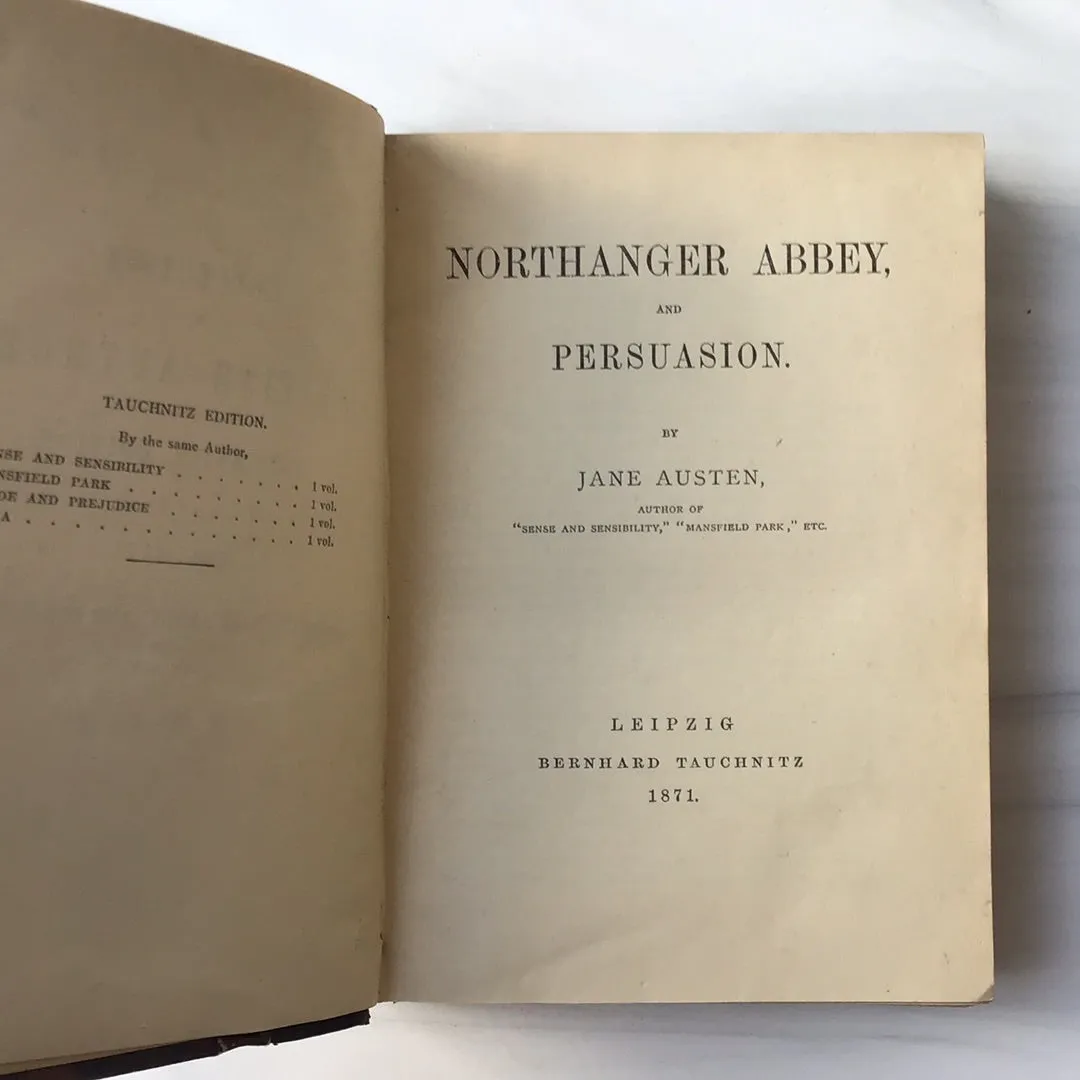 TAUCHNITZ EDITION.
By the same Author,
AND SENSIBILITY . . . . . . . 1 vol.
PARK . . . . . . . . . . 1 vol.
AND PREJUDICE . . . . . . . 1 vol.
. . . . . . . . . . . . 1 vol.
NORTHANGER ABBEY,
AND
PERSUASION.
BY
JANE AUSTEN,
AUTHOR OF
"SENSE AND SENSIBILITY," "MANSFIELD PARK," ETC.
LEIPZIG
BERNHARD TAUCHNITZ
1871.